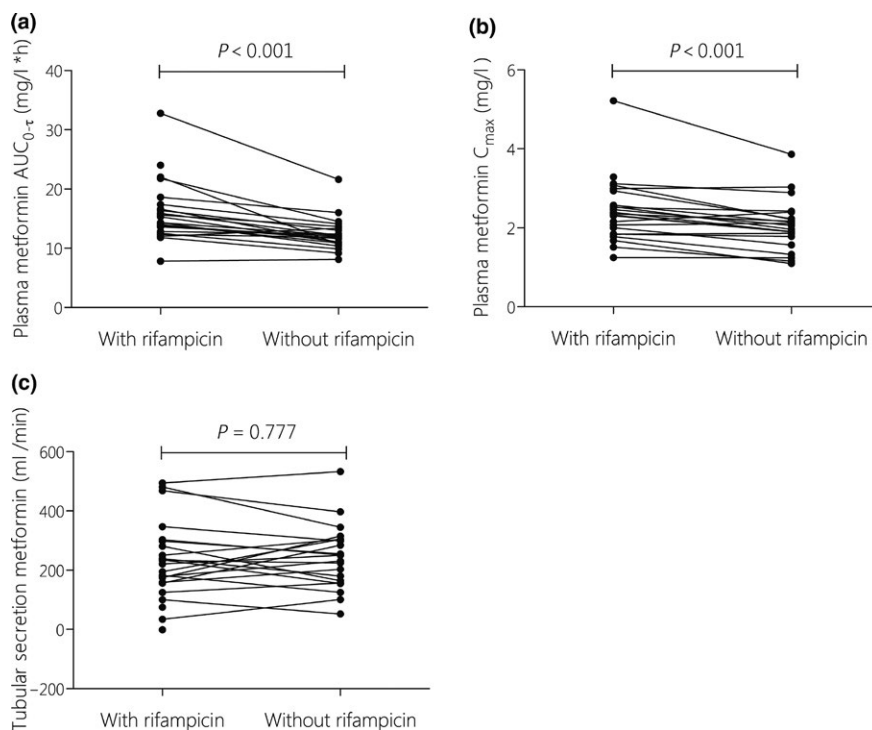 (a)
P < 0.001
Plasma metformin AUC0-τ (mg/l *h)
40
30
20
10
0
With rifampicin
Without rifampicin
(b)
P < 0.001
Plasma metformin Cmax (mg/l )
6
4
2
0
With rifampicin
Without rifampicin
(c)
P = 0.777
Tubular secretion metformin (ml /min)
600
400
200
0
−200
With rifampicin
Without rifampicin